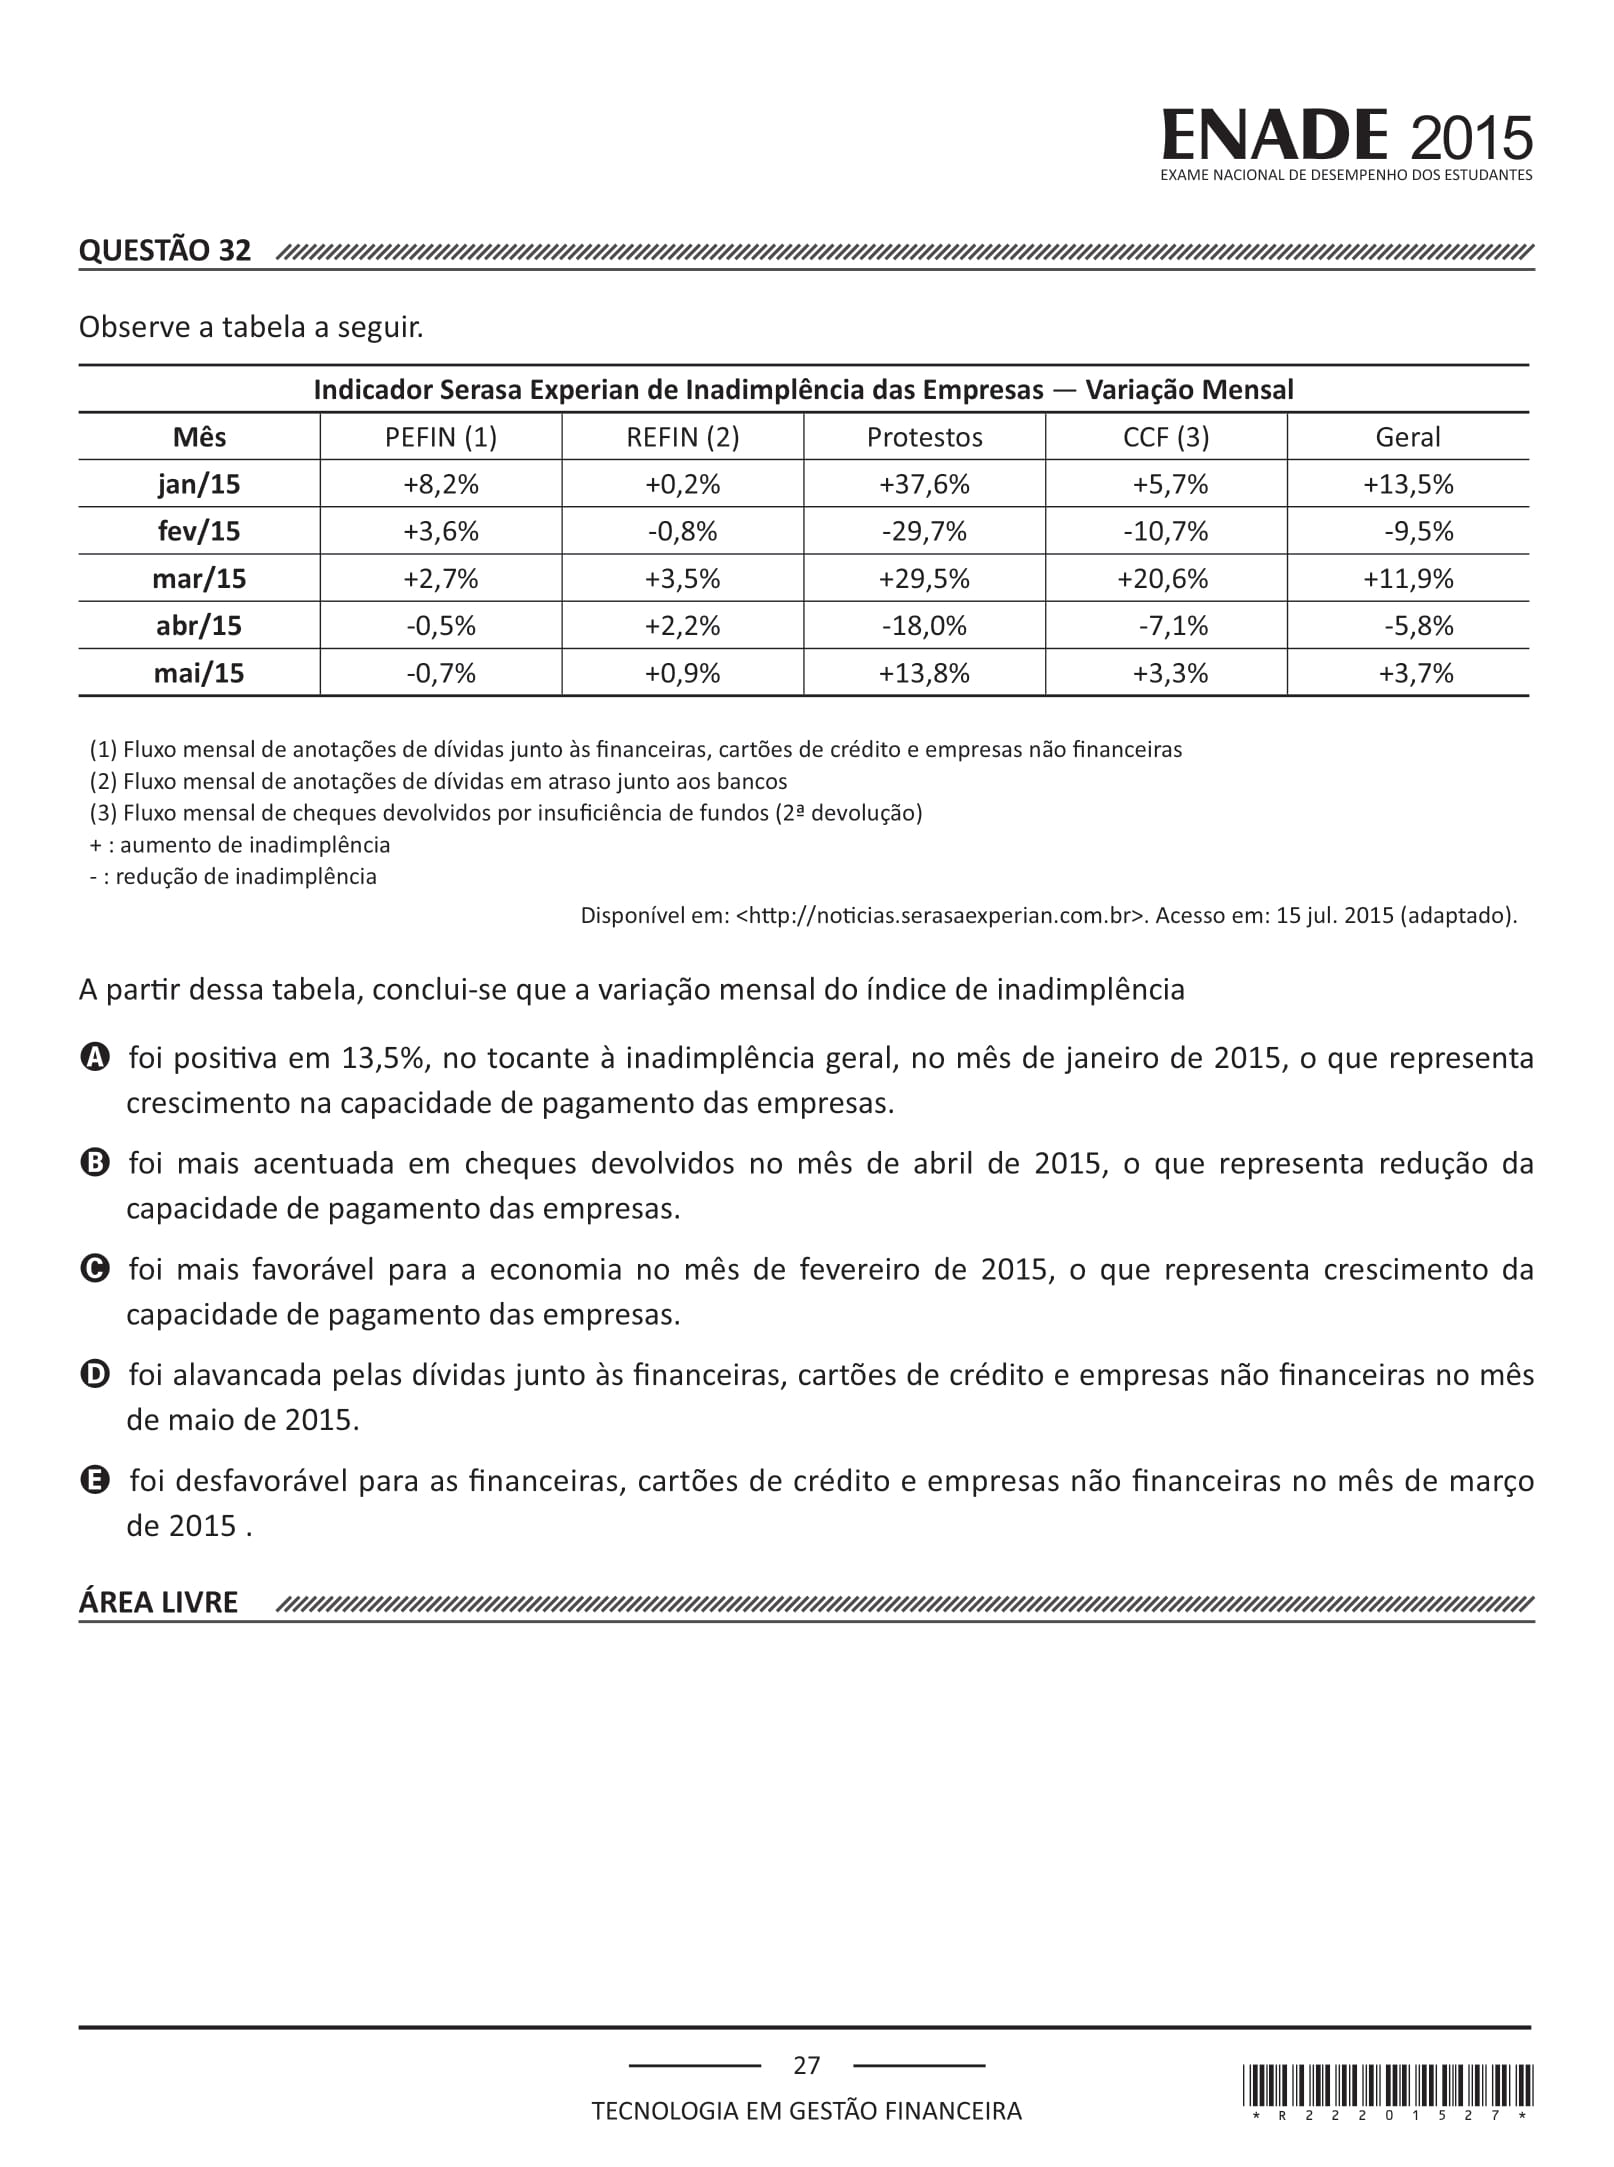 ENADE 2015
EXAME NACIONAL DE DESEMPENHO DOS ESTUDANTES
QUESTÃO 32
Observe a tabela a seguir.
Indicador Serasa Experian de Inadimplência das Empresas — Variação Mensal
Mês PEFIN (1) REFIN (2) Protestos CCF (3) Geral
jan/15 +8,2% +0,2% +37,6% +5,7% +13,5%
fev/15 +3,6% -0,8% -29,7% -10,7% -9,5%
mar/15 +2,7% +3,5% +29,5% +20,6% +11,9%
abr/15 -0,5% +2,2% -18,0% -7,1% -5,8%
mai/15 -0,7% +0,9% +13,8% +3,3% +3,7%
(1) Fluxo mensal de anotações de dívidas junto às financeiras, cartões de crédito e empresas não financeiras
(2) Fluxo mensal de anotações de dívidas em atraso junto aos bancos
(3) Fluxo mensal de cheques devolvidos por insuficiência de fundos (2ª devolução)
+ : aumento de inadimplência
- : redução de inadimplência
Disponível em: <http://noticias.serasaexperian.com.br>. Acesso em: 15 jul. 2015 (adaptado).
A partir dessa tabela, conclui-se que a variação mensal do índice de inadimplência
A foi positiva em 13,5%, no tocante à inadimplência geral, no mês de janeiro de 2015, o que representa
crescimento na capacidade de pagamento das empresas.
B foi mais acentuada em cheques devolvidos no mês de abril de 2015, o que representa redução da
capacidade de pagamento das empresas.
C foi mais favorável para a economia no mês de fevereiro de 2015, o que representa crescimento da
capacidade de pagamento das empresas.
D foi alavancada pelas dívidas junto às financeiras, cartões de crédito e empresas não financeiras no mês
de maio de 2015.
E foi desfavorável para as financeiras, cartões de crédito e empresas não financeiras no mês de março
de 2015 .
ÁREA LIVRE
27
TECNOLOGIA EM GESTÃO FINANCEIRA
* R 2 2 2 0 1 5 2 7 *